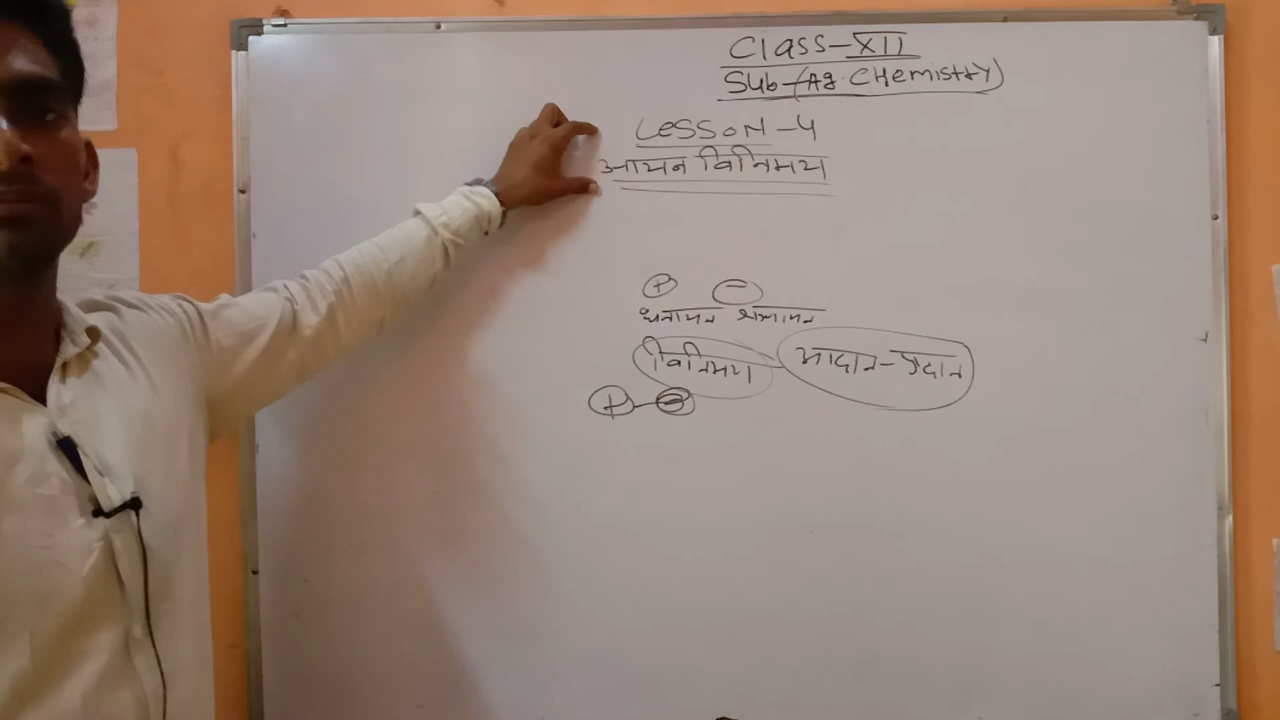 Class-XII
Sub-(Ag. CHemistry)
LESSON-4
आयन विनिमय
+ -
धनायन ऋणायन
विनिमय - आदान-प्रदान
+ - -